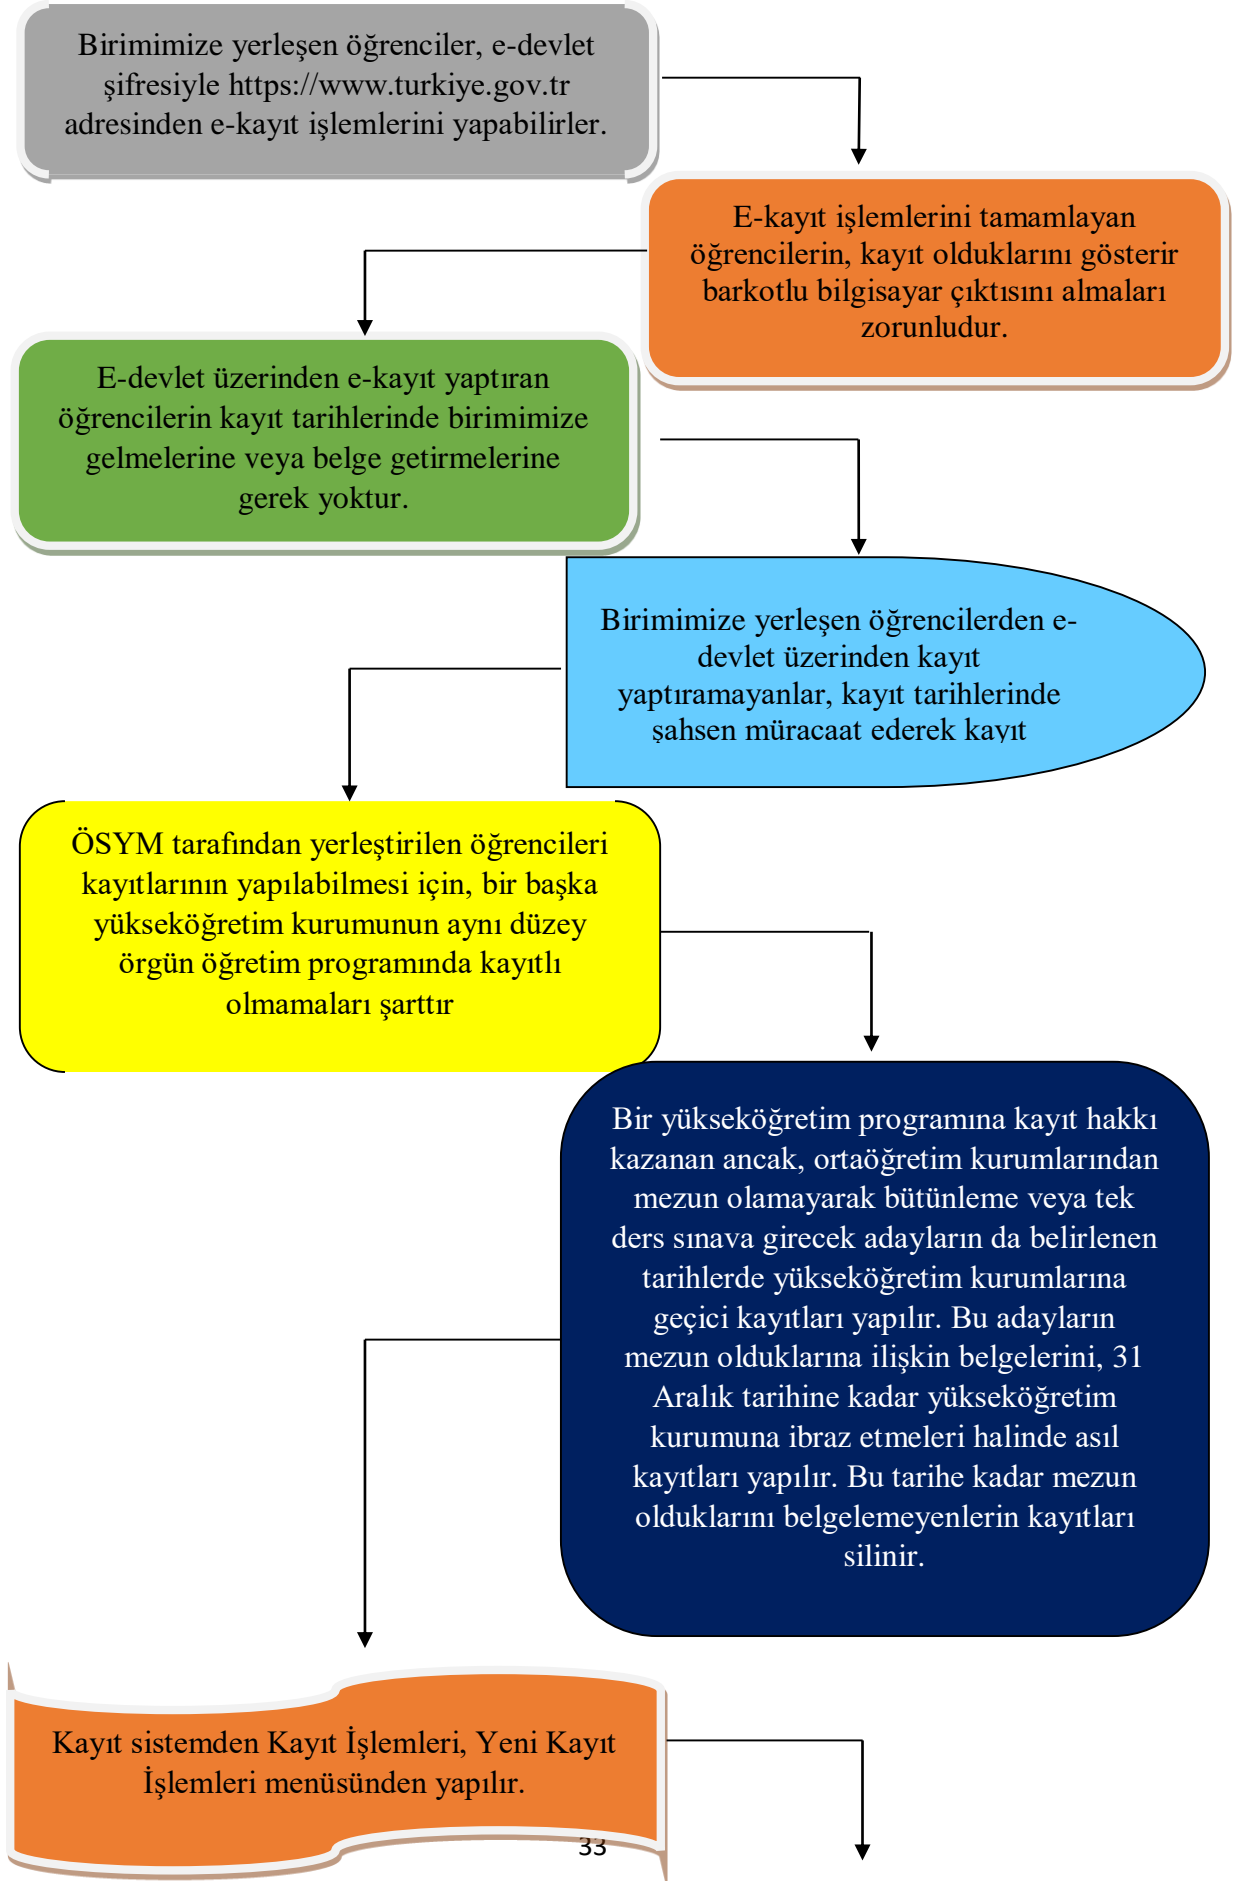 Birimimize yerleşen öğrenciler, e-devlet
şifresiyle https://www.turkiye.gov.tr
adresinden e-kayıt işlemlerini yapabilirler.
E-kayıt işlemlerini tamamlayan
öğrencilerin, kayıt olduklarını gösterir
barkotlu bilgisayar çıktısını almaları
zorunludur.
E-devlet üzerinden e-kayıt yaptıran
öğrencilerin kayıt tarihlerinde birimimize
gelmelerine veya belge getirmelerine
gerek yoktur.
Birimimize yerleşen öğrencilerden e-
devlet üzerinden kayıt
yaptıramayanlar, kayıt tarihlerinde
şahsen müracaat ederek kayıt
ÖSYM tarafından yerleştirilen öğrencileri
kayıtlarının yapılabilmesi için, bir başka
yükseköğretim kurumunun aynı düzey
örgün öğretim programında kayıtlı
olmamaları şarttır
Bir yükseköğretim programına kayıt hakkı
kazanan ancak, ortaöğretim kurumlarından
mezun olamayarak bütünleme veya tek
ders sınava girecek adayların da belirlenen
tarihlerde yükseköğretim kurumlarına
geçici kayıtları yapılır. Bu adayların
mezun olduklarına ilişkin belgelerini, 31
Aralık tarihine kadar yükseköğretim
kurumuna ibraz etmeleri halinde asıl
kayıtları yapılır. Bu tarihe kadar mezun
olduklarını belgelemeyenlerin kayıtları
silinir.
Kayıt sistemden Kayıt İşlemleri, Yeni Kayıt
İşlemleri menüsünden yapılır.
33